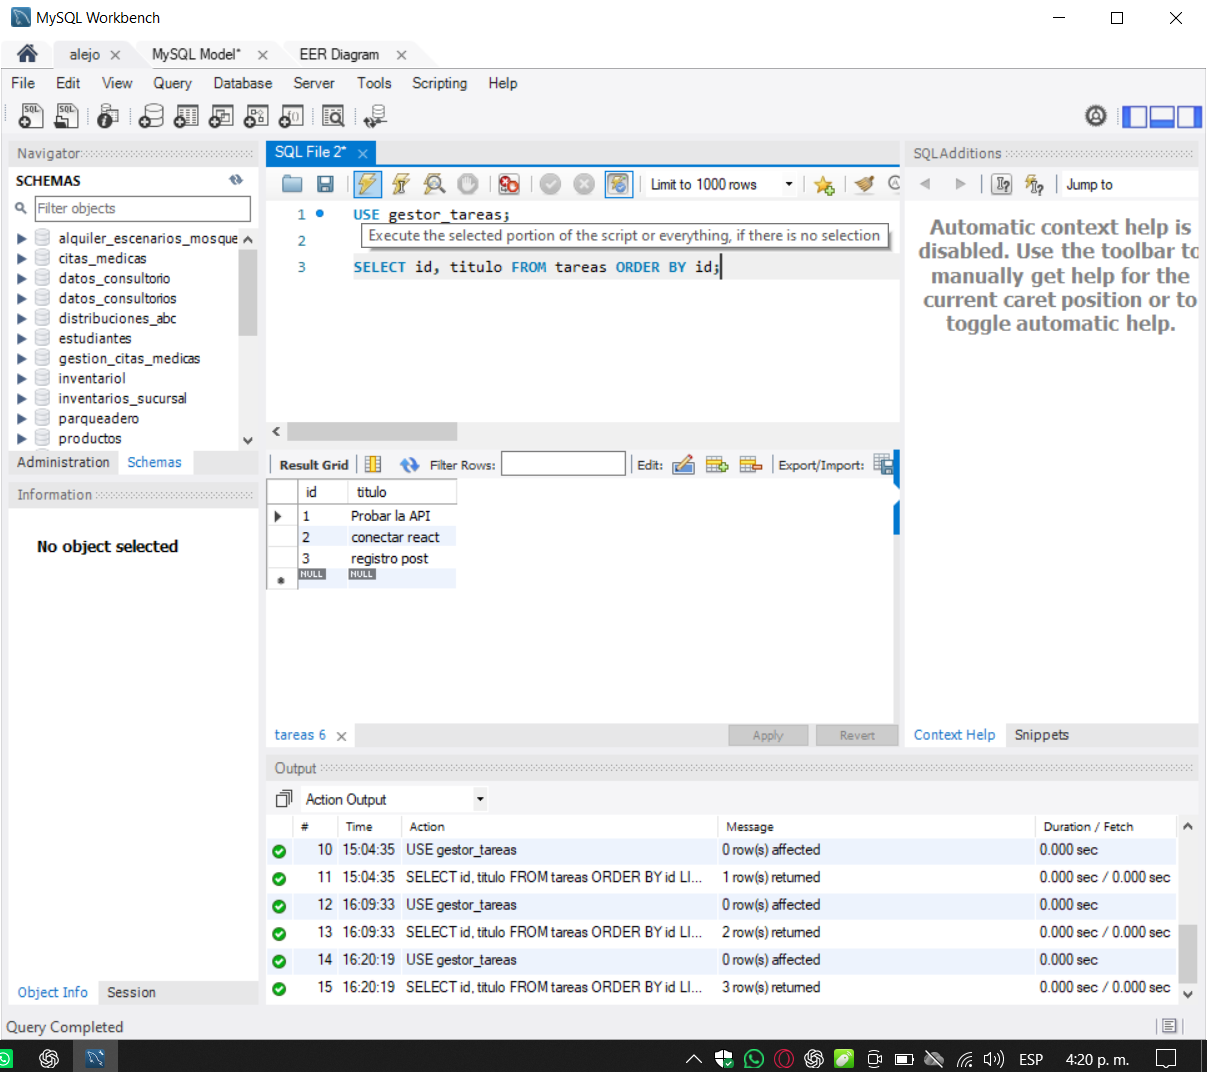 MySQL Workbench
alejo
MySQL Model*
EER Diagram
File Edit View Query Database Server Tools Scripting Help
Navigator
SCHEMAS
Filter objects
alquiler_escenarios_mosque
citas_medicas
datos_consultorio
datos_consultorios
distribuciones_abc
estudiantes
gestion_citas_medicas
inventariol
inventarios_sucursal
parqueadero
productos
Administration Schemas
Information
No object selected
Object Info Session
SQL File 2*
Limit to 1000 rows
1 USE gestor_tareas;
2
Execute the selected portion of the script or everything, if there is no selection
3 SELECT id, titulo FROM tareas ORDER BY id;
Result Grid Filter Rows: Edit: Export/Import:
id titulo
1 Probar la API
2 conectar react
3 registro post
NULL NULL
tareas 6
Apply Revert
SQLAdditions
Jump to
Automatic context help is
disabled. Use the toolbar to
manually get help for the
current caret position or to
toggle automatic help.
Context Help Snippets
Output
Action Output
# Time Action Message Duration / Fetch
10 15:04:35 USE gestor_tareas 0 row(s) affected 0.000 sec
11 15:04:35 SELECT id, titulo FROM tareas ORDER BY id LI... 1 row(s) returned 0.000 sec / 0.000 sec
12 16:09:33 USE gestor_tareas 0 row(s) affected 0.000 sec
13 16:09:33 SELECT id, titulo FROM tareas ORDER BY id LI... 2 row(s) returned 0.000 sec / 0.000 sec
14 16:20:19 USE gestor_tareas 0 row(s) affected 0.000 sec
15 16:20:19 SELECT id, titulo FROM tareas ORDER BY id LI... 3 row(s) returned 0.000 sec / 0.000 sec
Query Completed
ESP 4:20 p. m.